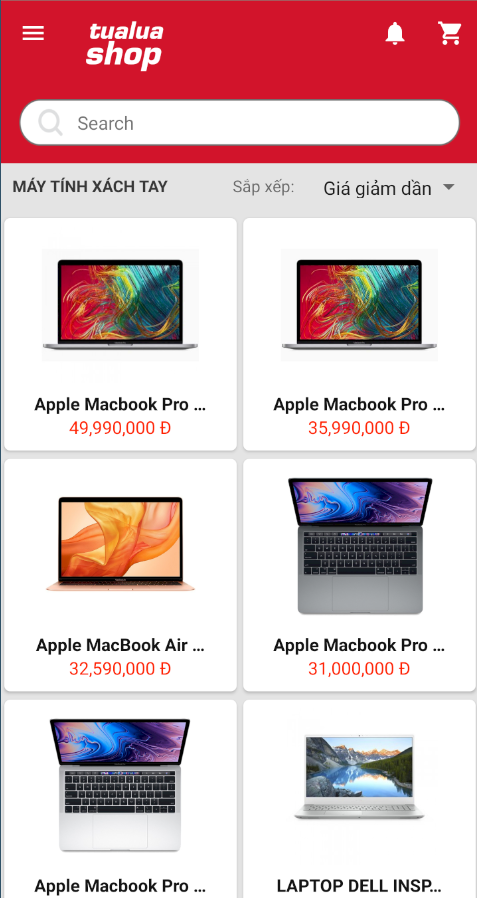 tualua
shop
Search
MÁY TÍNH XÁCH TAY Sắp xếp: Giá giảm dần
Apple Macbook Pro ... Apple Macbook Pro ...
49,990,000 Đ 35,990,000 Đ
Apple MacBook Air ... Apple Macbook Pro ...
32,590,000 Đ 31,000,000 Đ
Apple Macbook Pro ... LAPTOP DELL INSP...